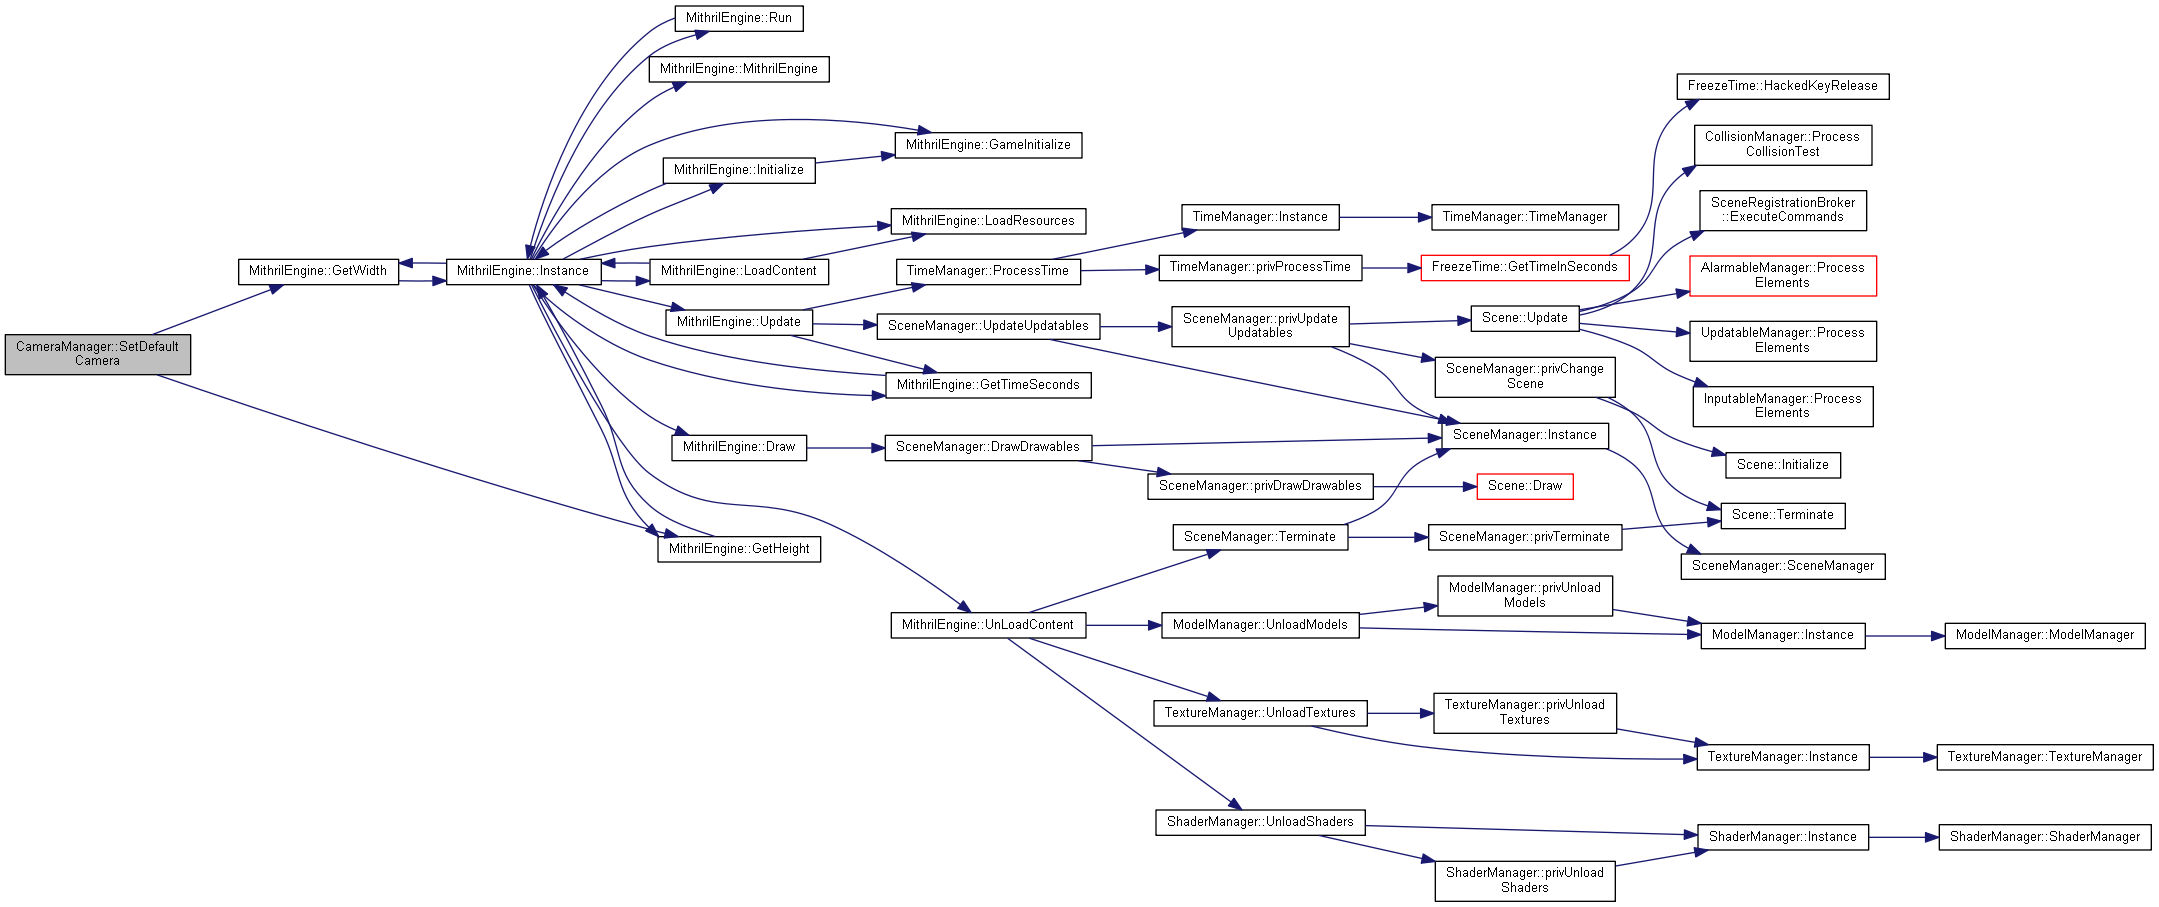 CameraManager::SetDefault
Camera
MithrilEngine::GetWidth
MithrilEngine::Instance
MithrilEngine::Run
MithrilEngine::MithrilEngine
MithrilEngine::Initialize
MithrilEngine::LoadContent
MithrilEngine::Update
MithrilEngine::Draw
MithrilEngine::GetHeight
MithrilEngine::GameInitialize
MithrilEngine::LoadResources
TimeManager::ProcessTime
SceneManager::UpdateUpdatables
MithrilEngine::GetTimeSeconds
SceneManager::DrawDrawables
MithrilEngine::UnLoadContent
TimeManager::Instance
TimeManager::privProcessTime
SceneManager::privUpdate
Updatables
SceneManager::privDrawDrawables
SceneManager::Terminate
ModelManager::UnloadModels
TextureManager::UnloadTextures
ShaderManager::UnloadShaders
TimeManager::TimeManager
FreezeTime::GetTimeInSeconds
Scene::Update
SceneManager::privChange
Scene
SceneManager::Instance
Scene::Draw
SceneManager::privTerminate
ModelManager::privUnload
Models
TextureManager::privUnload
Textures
ShaderManager::privUnload
Shaders
FreezeTime::HackedKeyRelease
CollisionManager::Process
CollisionTest
SceneRegistrationBroker
::ExecuteCommands
AlarmableManager::Process
Elements
UpdatableManager::Process
Elements
InputableManager::Process
Elements
Scene::Initialize
Scene::Terminate
SceneManager::SceneManager
ModelManager::Instance
TextureManager::Instance
ShaderManager::Instance
ModelManager::ModelManager
TextureManager::TextureManager
ShaderManager::ShaderManager